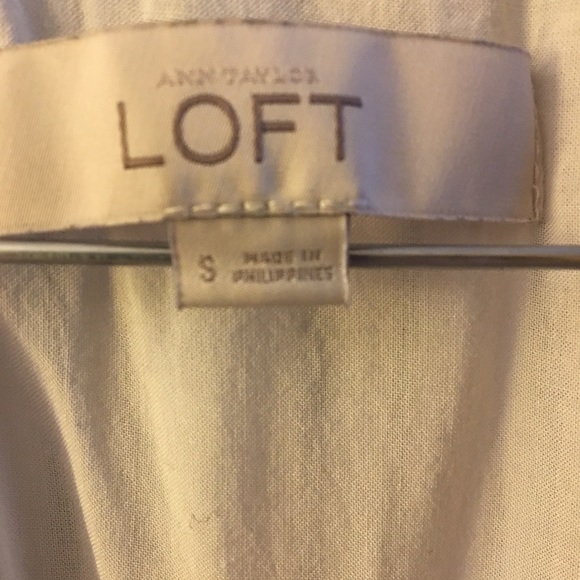 ANN TAYLOR
LOFT
S
MADE IN
PHILIPPINES